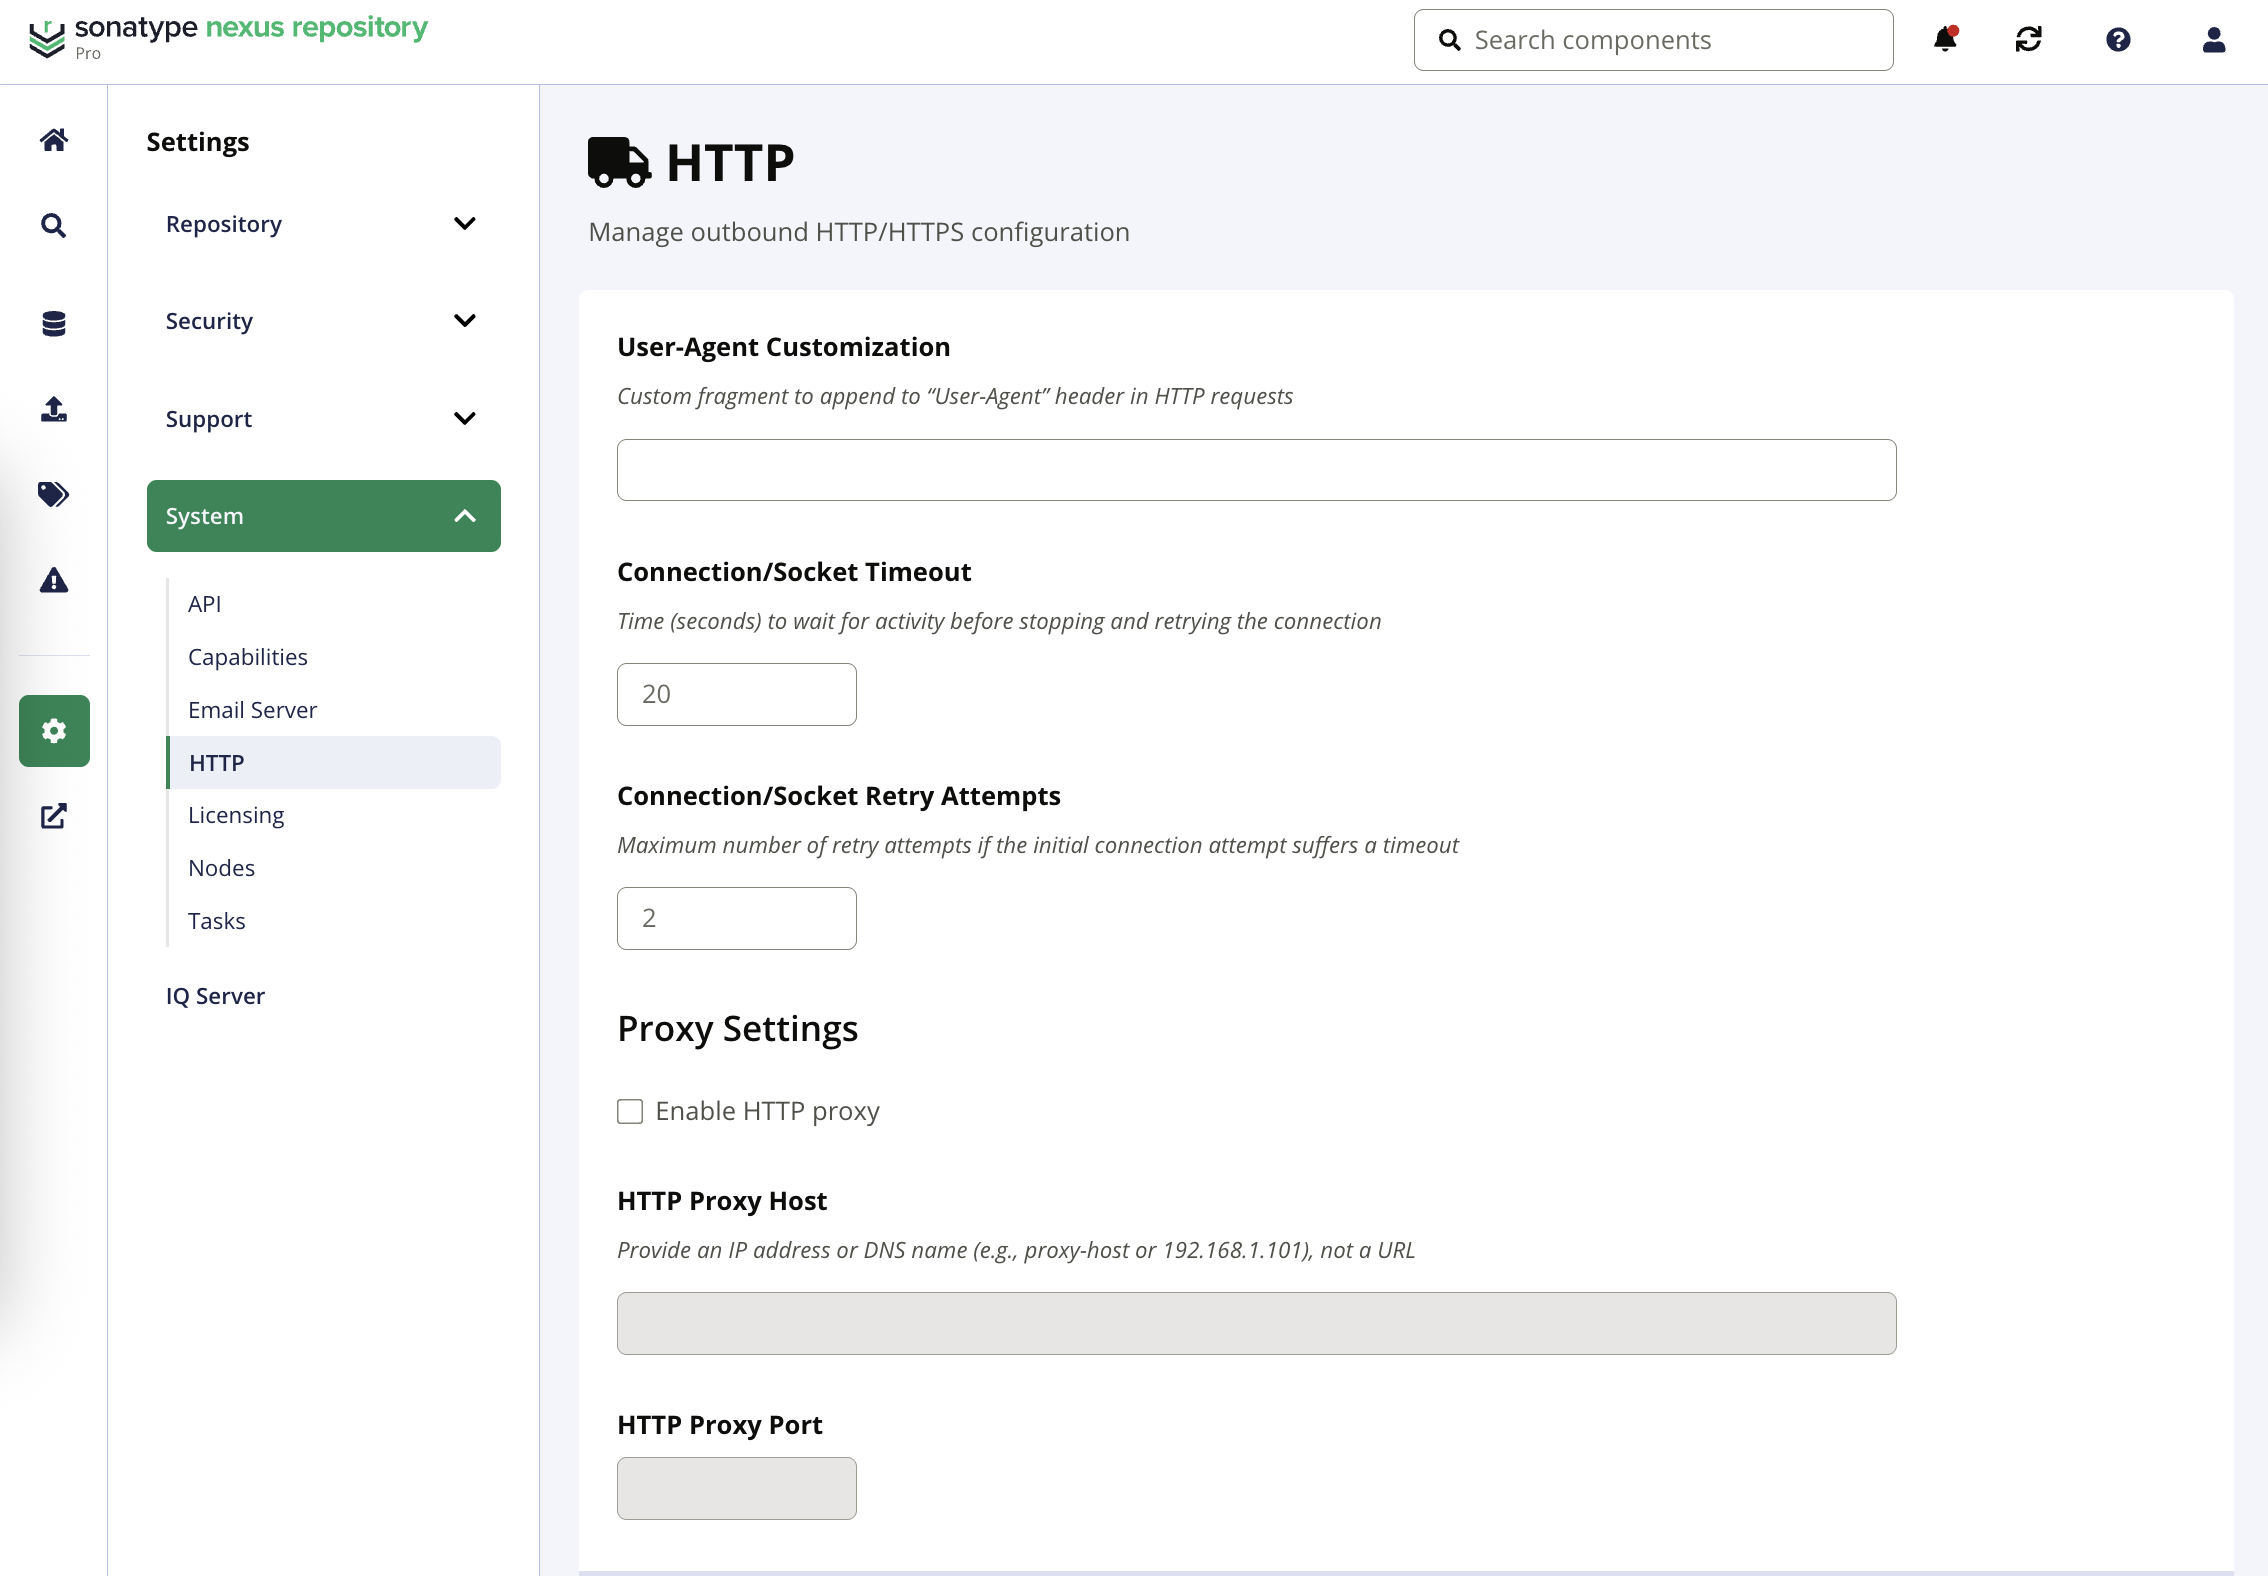 sonatype nexus repository
Pro
Search components
Settings
Repository
Security
Support
System
API
Capabilities
Email Server
HTTP
Licensing
Nodes
Tasks
IQ Server
HTTP
Manage outbound HTTP/HTTPS configuration
User-Agent Customization
Custom fragment to append to “User-Agent” header in HTTP requests
Connection/Socket Timeout
Time (seconds) to wait for activity before stopping and retrying the connection
20
Connection/Socket Retry Attempts
Maximum number of retry attempts if the initial connection attempt suffers a timeout
2
Proxy Settings
Enable HTTP proxy
HTTP Proxy Host
Provide an IP address or DNS name (e.g., proxy-host or 192.168.1.101), not a URL
HTTP Proxy Port